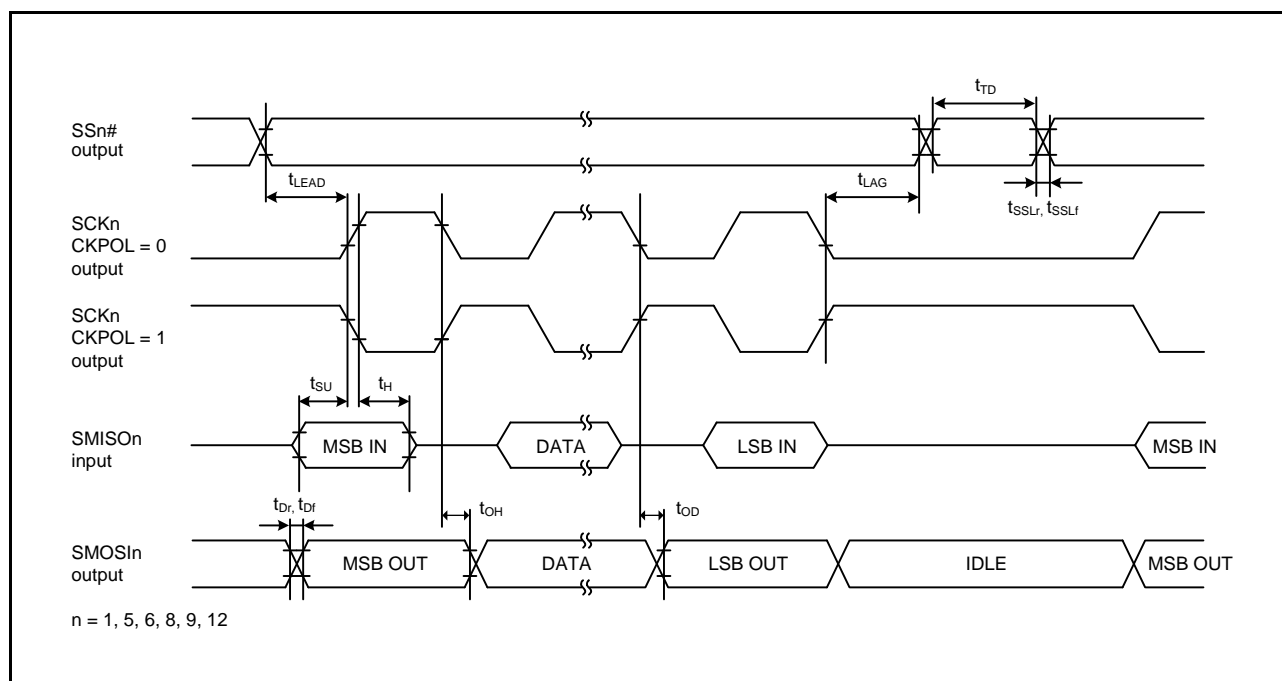 tTD
SSn#
output
tLEAD
tLAG
tSSLr, tSSLf
SCKn
CKPOL = 0
output
SCKn
CKPOL = 1
output
tSU
tH
SMISOn
input
MSB IN
DATA
LSB IN
MSB IN
tDr, tDf
tOH
tOD
SMOSIn
output
MSB OUT
DATA
LSB OUT
IDLE
MSB OUT
n = 1, 5, 6, 8, 9, 12